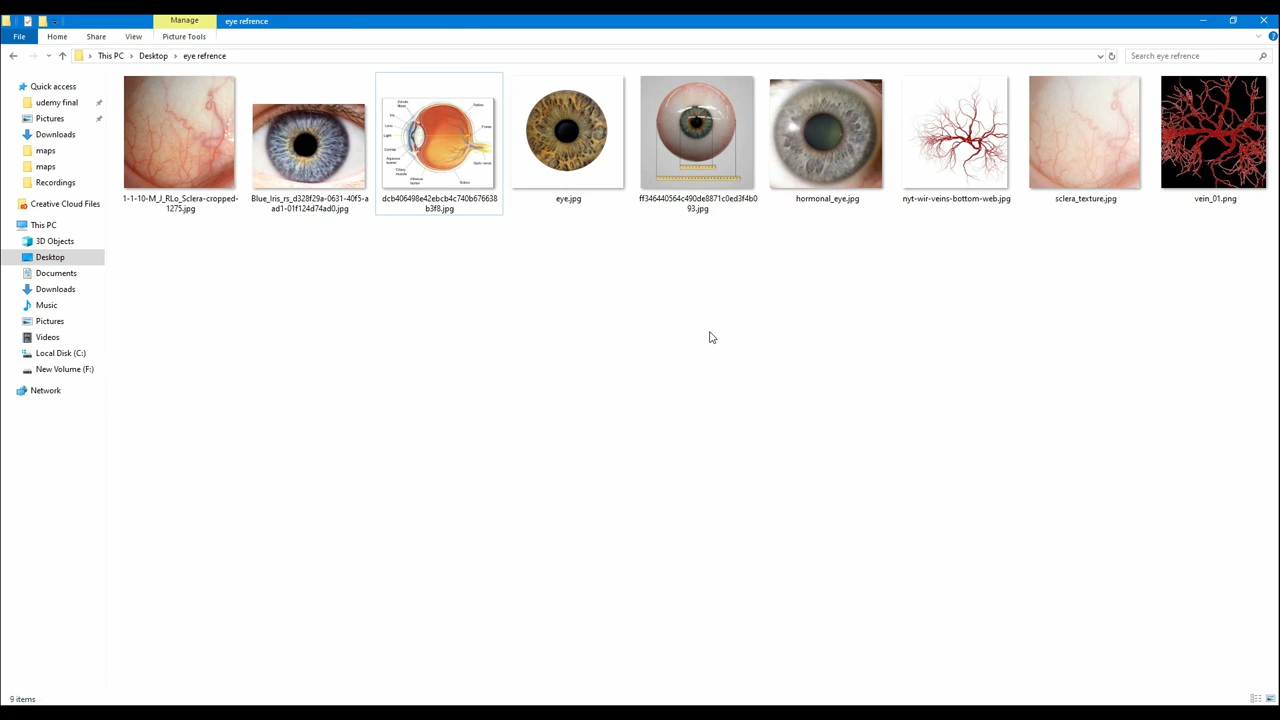 Manage
eye refrence
File
Home
Share
View
Picture Tools
This PC
Desktop
eye refrence
Search eye refrence
Quick access
udemy final
Pictures
Downloads
maps
maps
Recordings
Creative Cloud Files
This PC
3D Objects
Desktop
Documents
Downloads
Music
Pictures
Videos
Local Disk (C:)
New Volume (F:)
Network
1-1-10-M_J_RLo_Sclera-cropped-
1275.jpg
Blue_Iris_rs_d328f29a-0631-40f5-a
ad1-01f124d74ad0.jpg
dcb406498e42ebcb4c740b676638
b3f8.jpg
eye.jpg
ff346440564c490de8871c0ed3f4b0
93.jpg
hormonal_eye.jpg
nyt-wir-veins-bottom-web.jpg
sclera_texture.jpg
vein_01.png
9 items